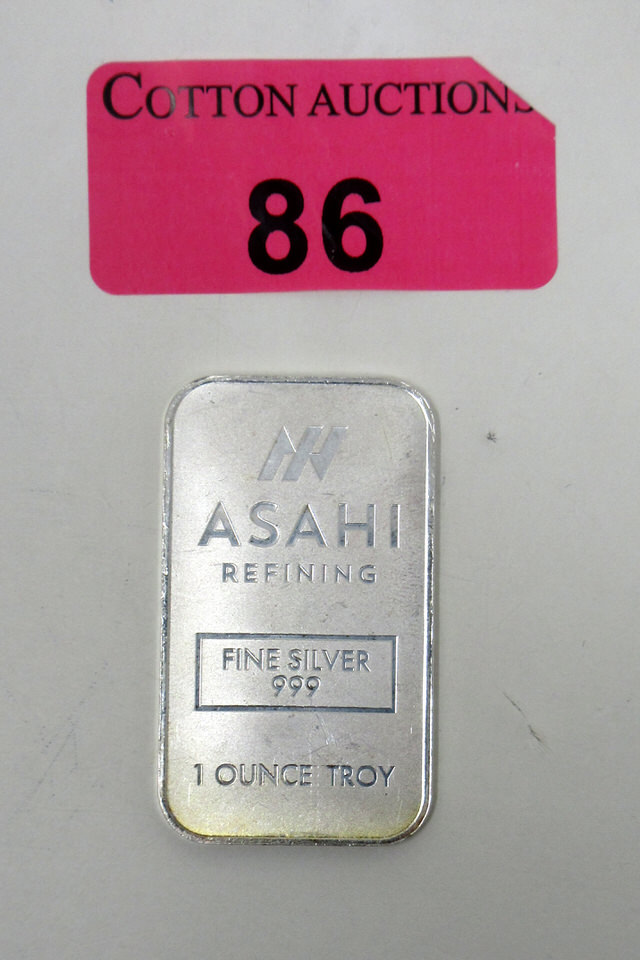 COTTON AUCTIONS
86
ASAHI
REFINING
FINE SILVER
999
1 OUNCE TROY